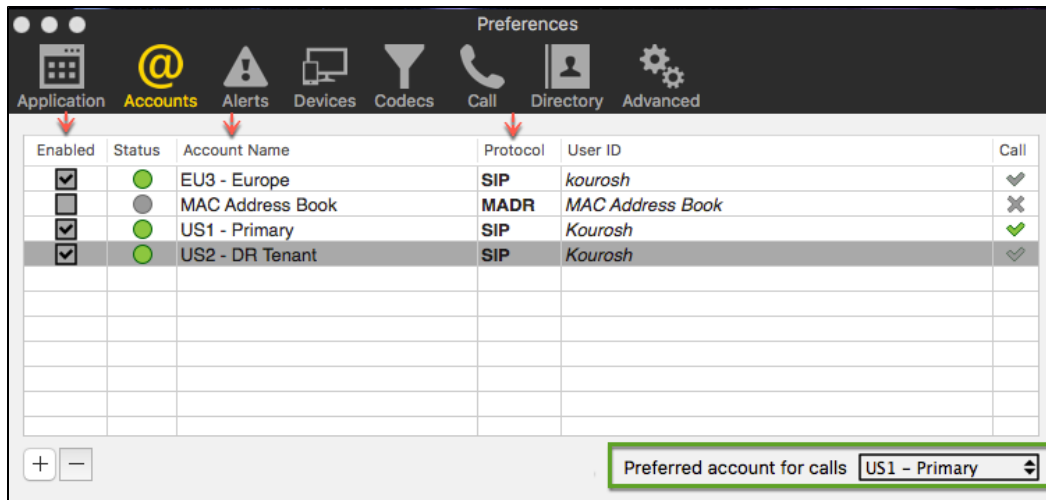 Preferences
Application Accounts Alerts Devices Codecs Call Directory Advanced
Enabled Status Account Name Protocol User ID Call
EU3 - Europe SIP kourosh
MAC Address Book MADR MAC Address Book
US1 - Primary SIP Kourosh
US2 - DR Tenant SIP Kourosh
+ − Preferred account for calls US1 – Primary